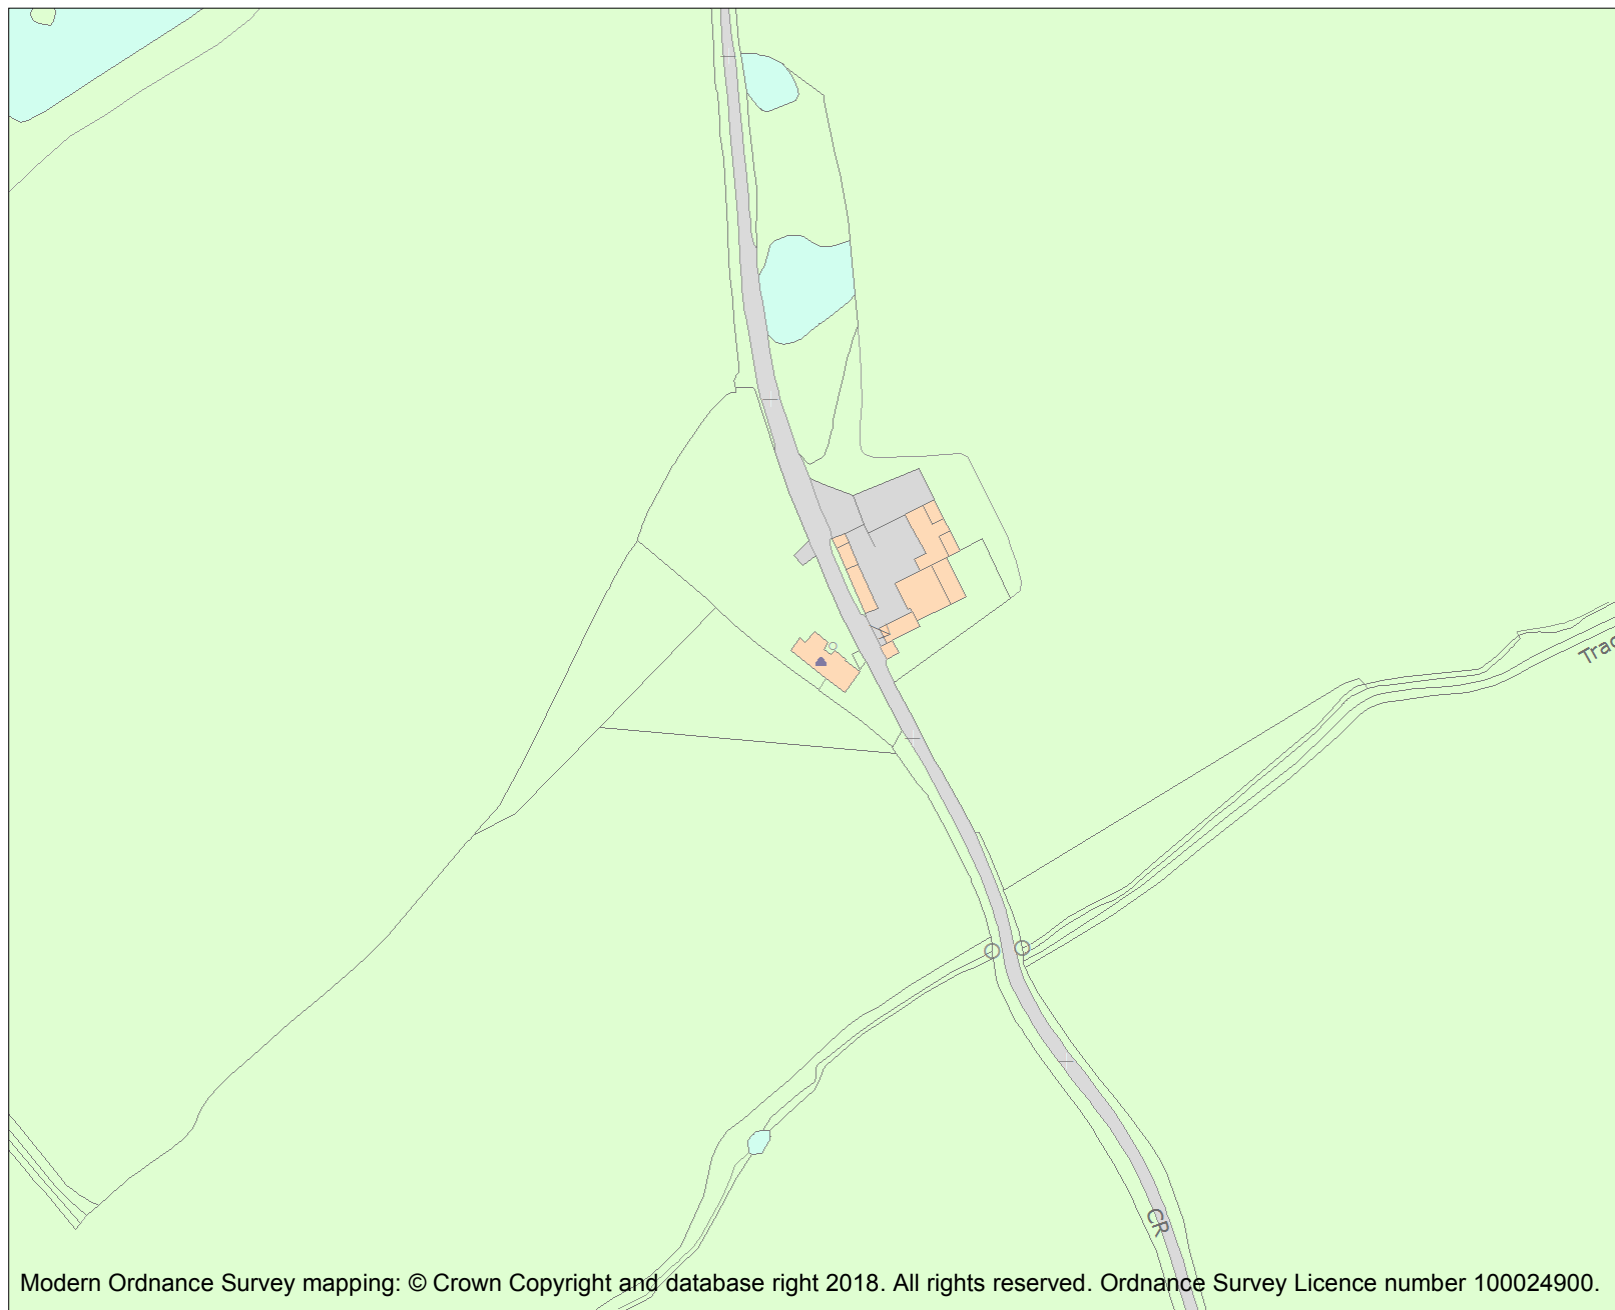 Trac
CR
Modern Ordnance Survey mapping: © Crown Copyright and database right 2018. All rights reserved. Ordnance Survey Licence number 100024900.